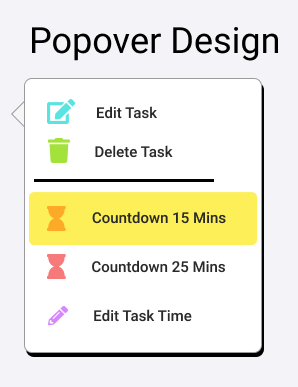 Popover Design
Edit Task
Delete Task
Countdown 15 Mins
Countdown 25 Mins
Edit Task Time